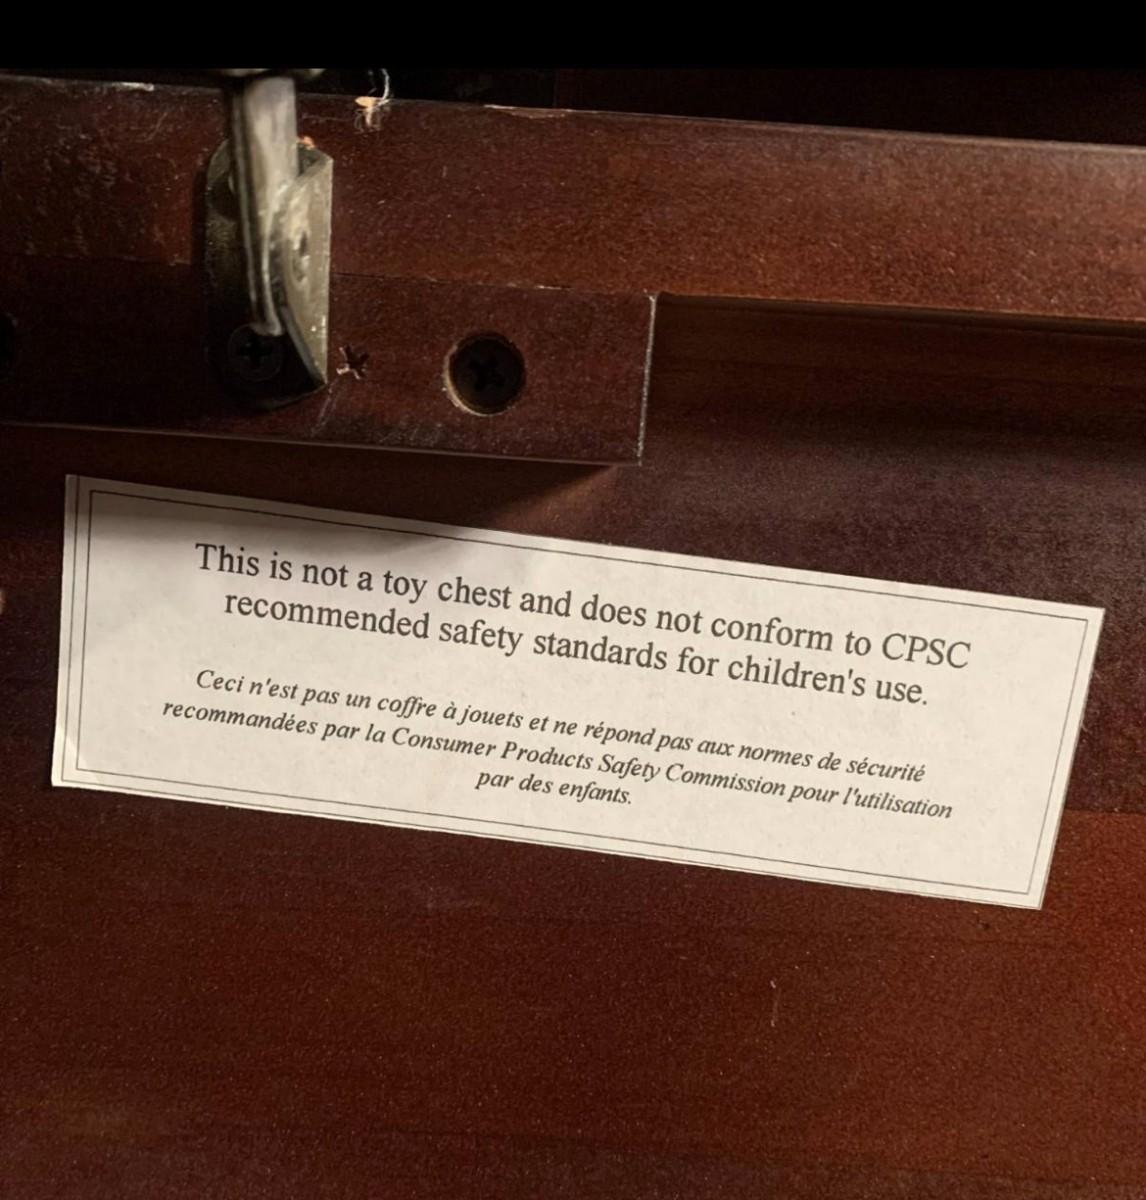 This is not a toy chest and does not conform to CPSC
recommended safety standards for children's use.
Ceci n'est pas un coffre à jouets et ne répond pas aux normes de sécurité
recommandées par la Consumer Products Safety Commission pour l'utilisation
par des enfants.